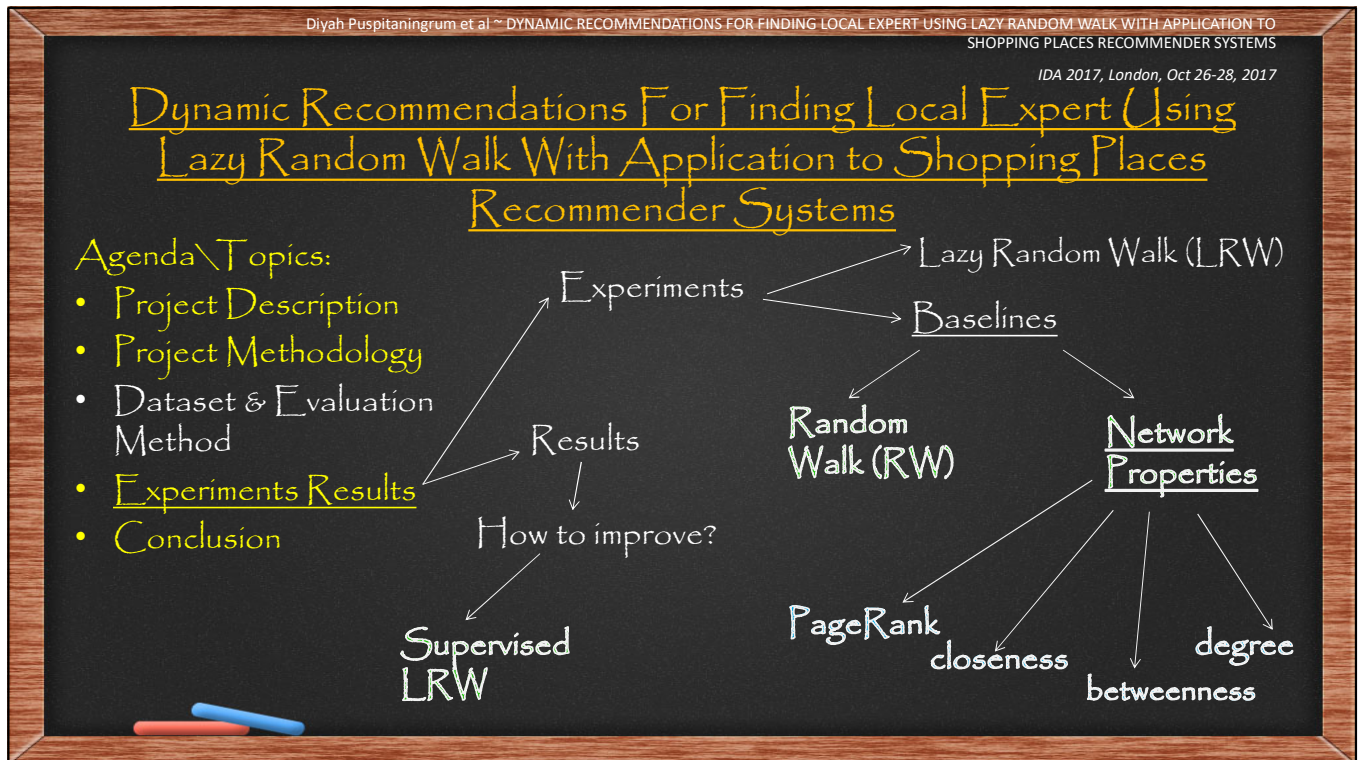 Diyah Puspitaningrum et al ~ DYNAMIC RECOMMENDATIONS FOR FINDING LOCAL EXPERT USING LAZY RANDOM WALK WITH APPLICATION TO
SHOPPING PLACES RECOMMENDER SYSTEMS
IDA 2017, London, Oct 26-28, 2017
Dynamic Recommendations For Finding Local Expert Using
Lazy Random Walk With Application to Shopping Places
Recommender Systems
Agenda\Topics:
• Project Description
• Project Methodology
• Dataset & Evaluation
Method
• Experiments Results
• Conclusion
Experiments
Results
How to improve?
Supervised
LRW
Lazy Random Walk (LRW)
Baselines
Random
Walk (RW)
Network
Properties
PageRank
closeness
betweenness
degree